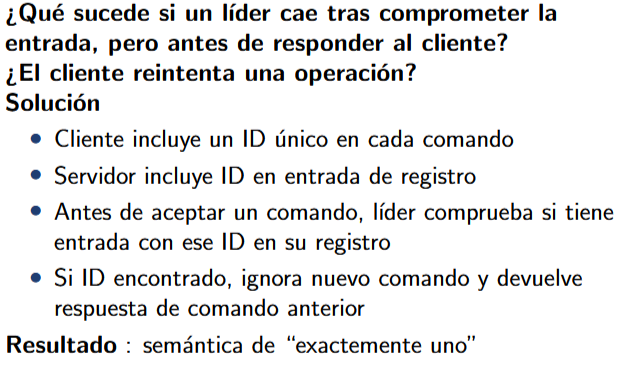 ¿Qué sucede si un líder cae tras comprometer la
entrada, pero antes de responder al cliente?
¿El cliente reintenta una operación?
Solución
• Cliente incluye un ID único en cada comando
• Servidor incluye ID en entrada de registro
• Antes de aceptar un comando, líder comprueba si tiene
entrada con ese ID en su registro
• Si ID encontrado, ignora nuevo comando y devuelve
respuesta de comando anterior
Resultado : semántica de “exactamente uno”